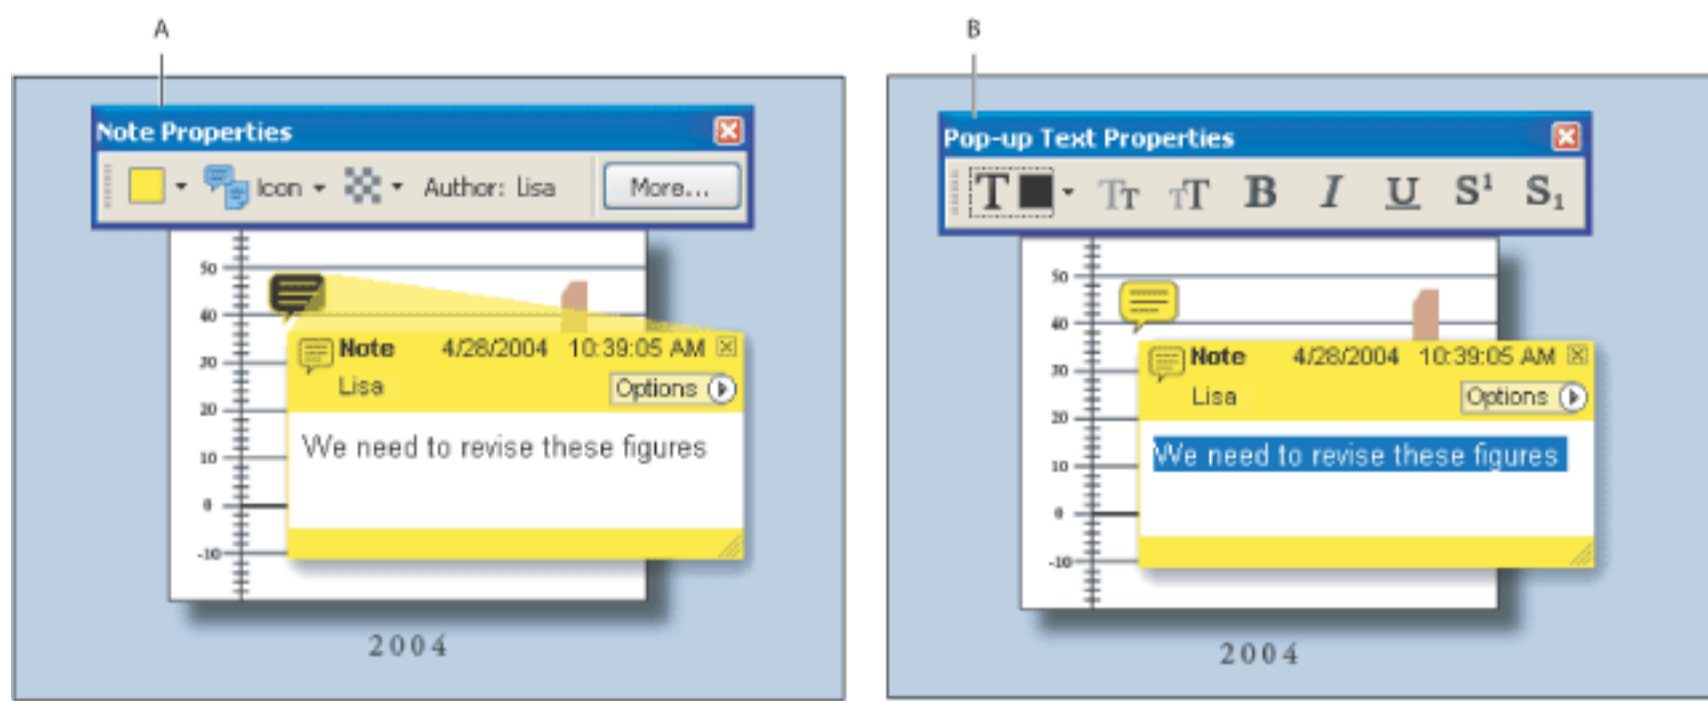 A
B
Note Properties
Icon
Author: Lisa
More...
50
40
30
20
10
0
-10
Note 4/28/2004 10:39:05 AM
Lisa
Options
We need to revise these figures
2004
Pop-up Text Properties
T
TT
TT
B
I
U
S¹
S₁
50
40
30
20
10
0
-10
Note 4/28/2004 10:39:05 AM
Lisa
Options
We need to revise these figures
2004